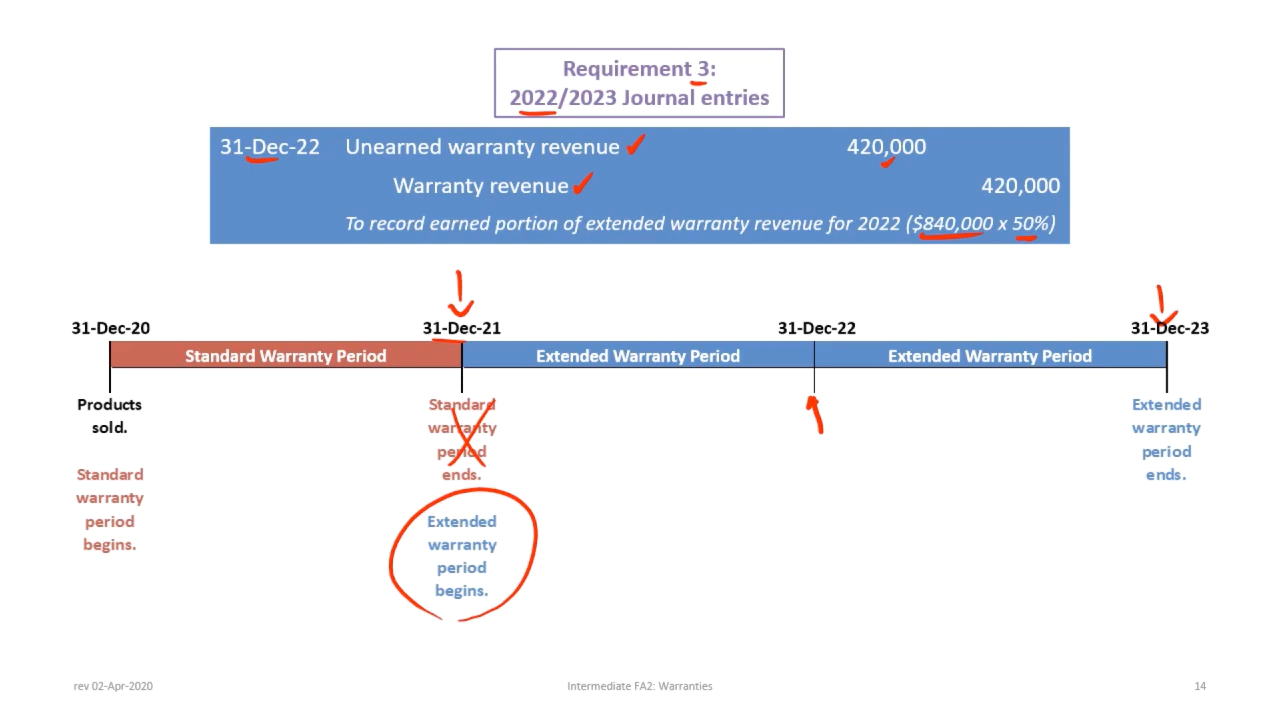 Requirement 3:
2022/2023 Journal entries
31-Dec-22 Unearned warranty revenue 420,000
Warranty revenue 420,000
To record earned portion of extended warranty revenue for 2022 ($840,000 x 50%)
31-Dec-20 31-Dec-21 31-Dec-22 31-Dec-23
Standard Warranty Period Extended Warranty Period Extended Warranty Period
Products
sold.
Standard
warranty
period
begins.
Standard
warranty
period
ends.
Extended
warranty
period
begins.
Extended
warranty
period
ends.
rev 02-Apr-2020 Intermediate FA2: Warranties 14